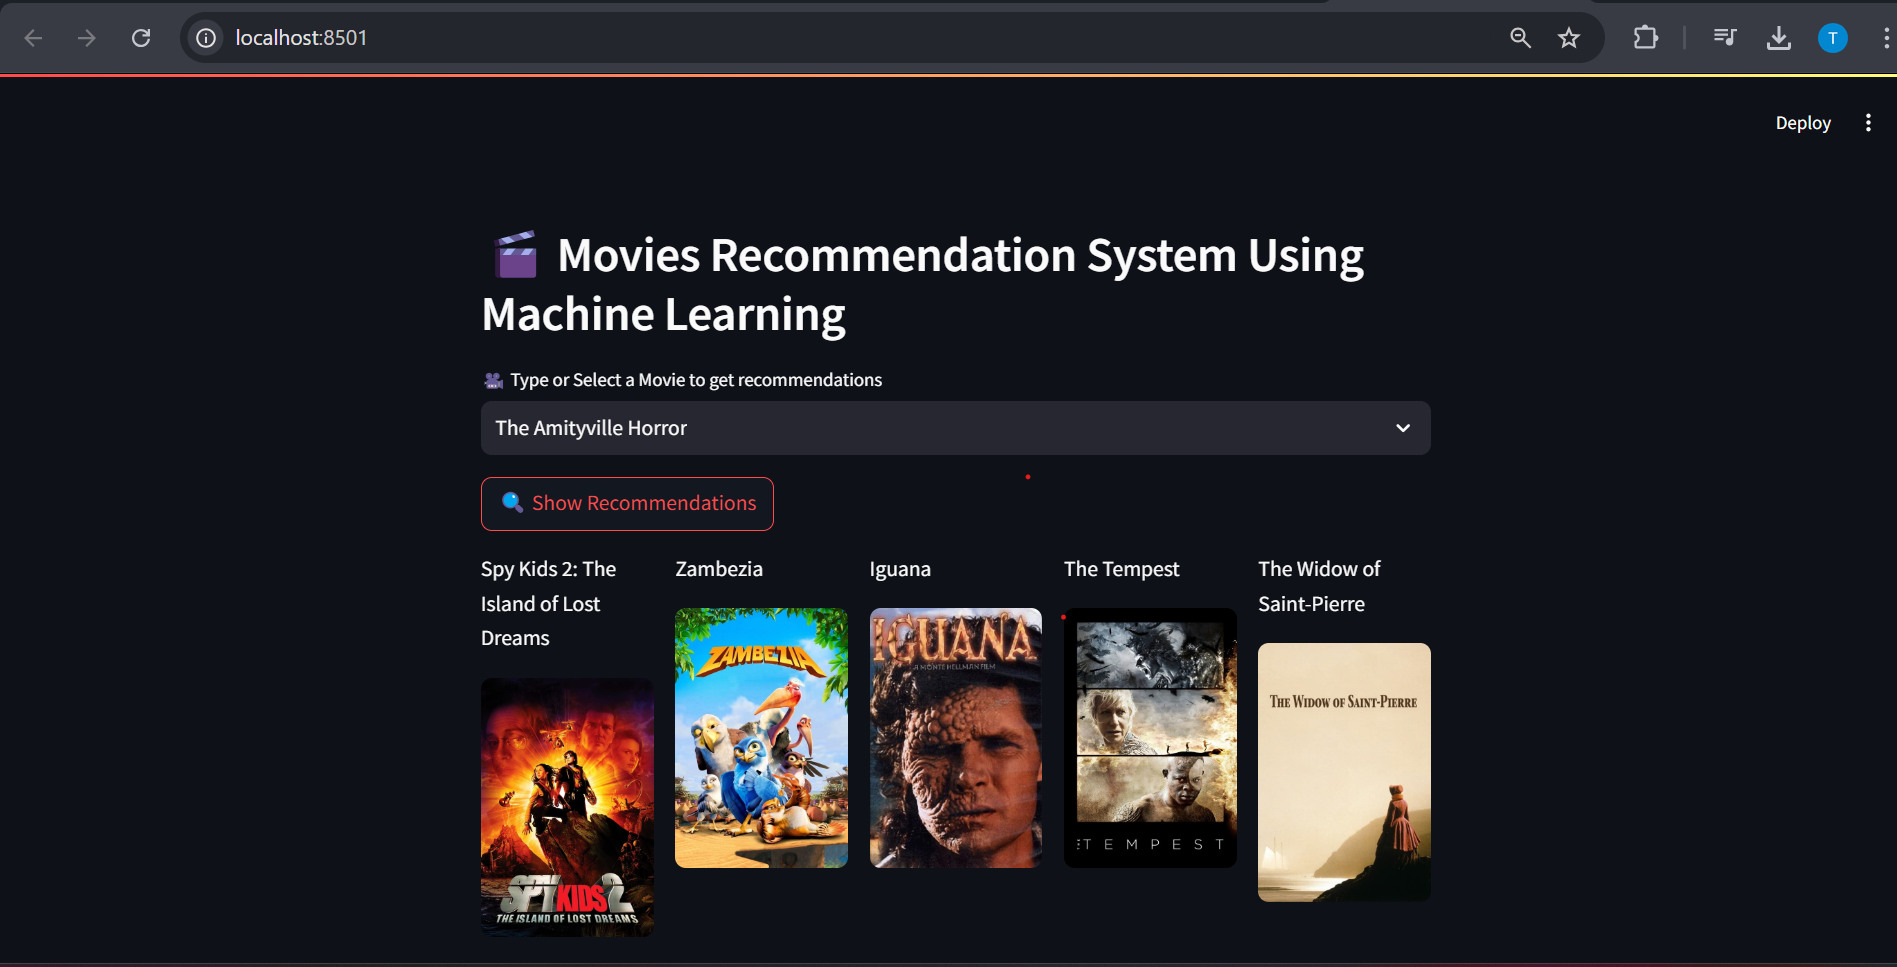 localhost:8501
T
Deploy
Movies Recommendation System Using
Machine Learning
Type or Select a Movie to get recommendations
The Amityville Horror
Show Recommendations
Spy Kids 2: The
Island of Lost
Dreams
Zambezia
Iguana
The Tempest
The Widow of
Saint-Pierre
SPY KIDS 2
THE ISLAND OF LOST DREAMS
ZAMBEZIA
IGUANA
A MONTE HELLMAN FILM
TEMPEST
THE WIDOW OF SAINT-PIERRE